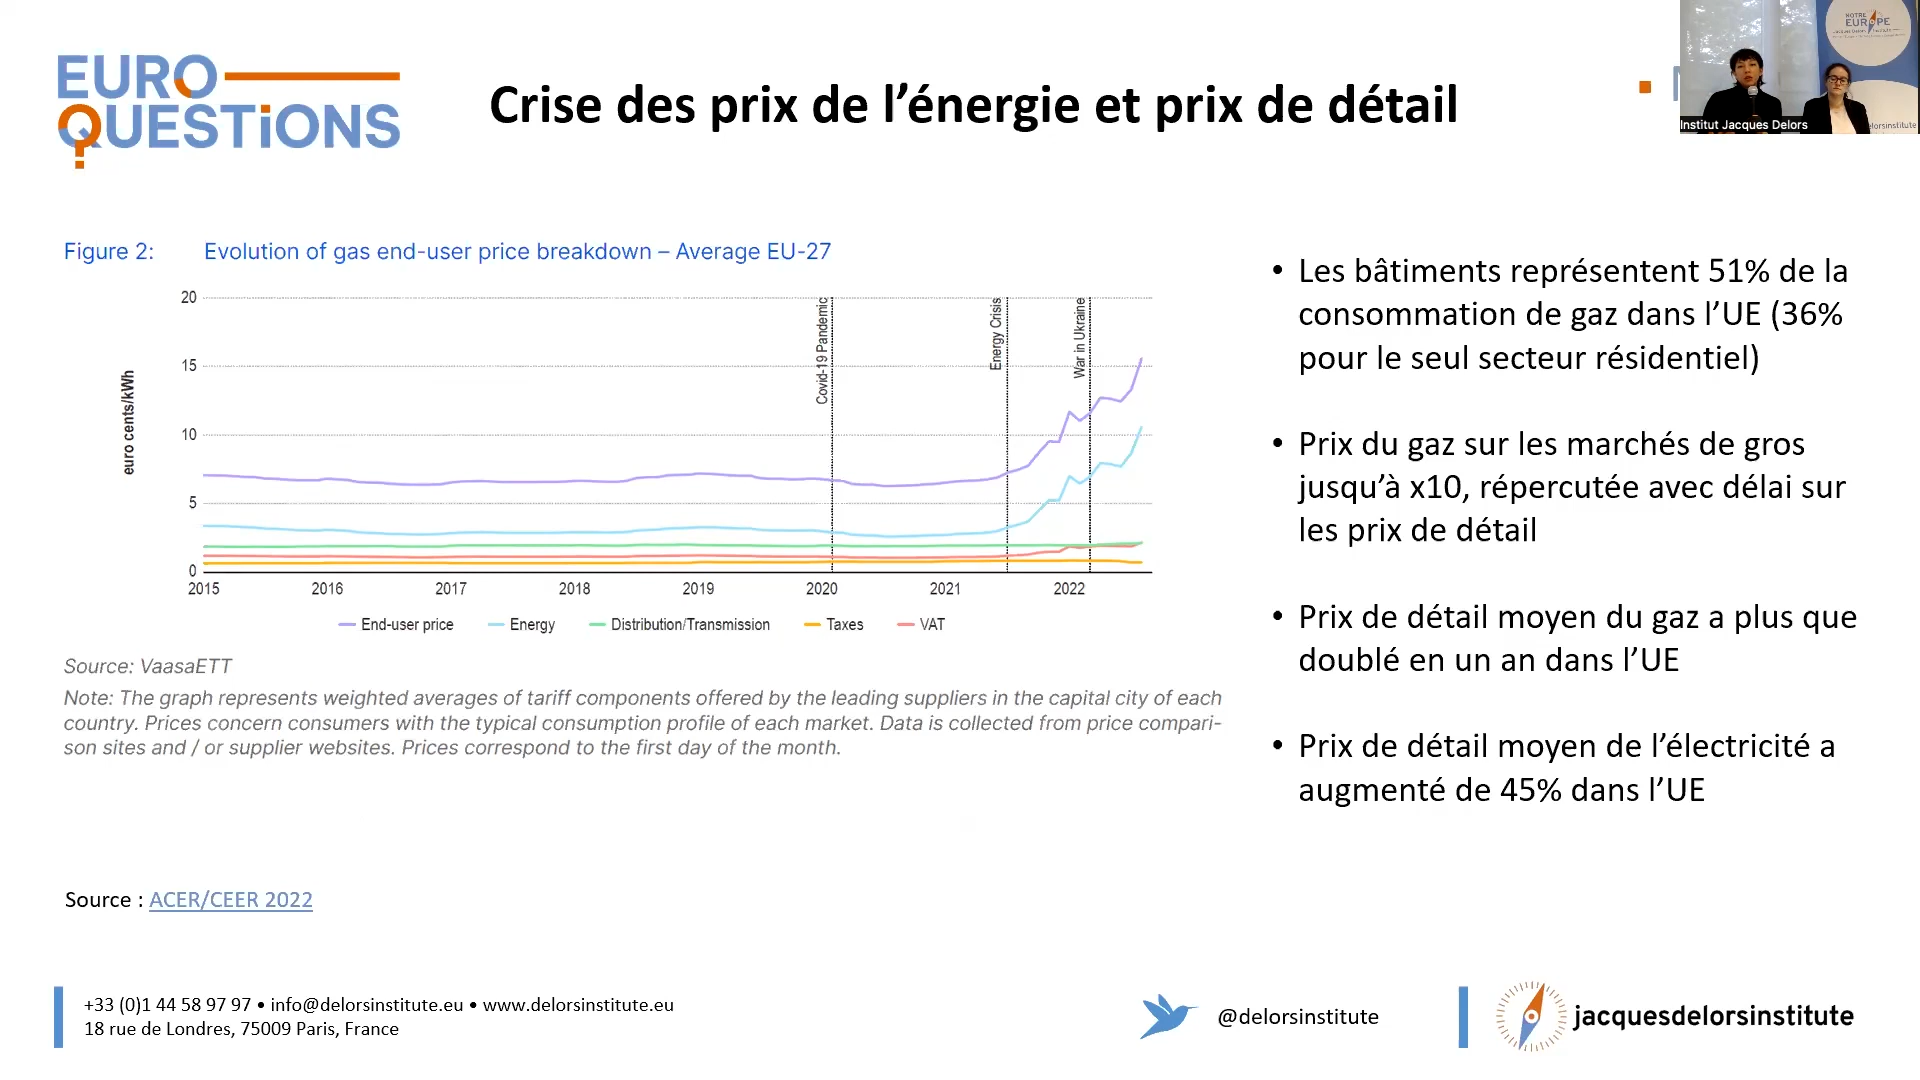 EURO
QUESTIONS
?
Crise des prix de l’énergie et prix de détail
NOTRE
EUROPE
Institut Jacques Delors
elorsinstitute
Figure 2: Evolution of gas end-user price breakdown – Average EU-27
euro cents/kWh
20
15
10
5
0
Covid-19 Pandemic
Energy Crisis
War in Ukraine
2015 2016 2017 2018 2019 2020 2021 2022
End-user price Energy Distribution/Transmission Taxes VAT
Source: VaasaETT
Note: The graph represents weighted averages of tariff components offered by the leading suppliers in the capital city of each
country. Prices concern consumers with the typical consumption profile of each market. Data is collected from price compari-
son sites and / or supplier websites. Prices correspond to the first day of the month.
• Les bâtiments représentent 51% de la
consommation de gaz dans l’UE (36%
pour le seul secteur résidentiel)
• Prix du gaz sur les marchés de gros
jusqu’à x10, répercutée avec délai sur
les prix de détail
• Prix de détail moyen du gaz a plus que
doublé en un an dans l’UE
• Prix de détail moyen de l’électricité a
augmenté de 45% dans l’UE
Source : ACER/CEER 2022
+33 (0)1 44 58 97 97 • info@delorsinstitute.eu • www.delorsinstitute.eu
18 rue de Londres, 75009 Paris, France
@delorsinstitute
jacquesdelorsinstitute